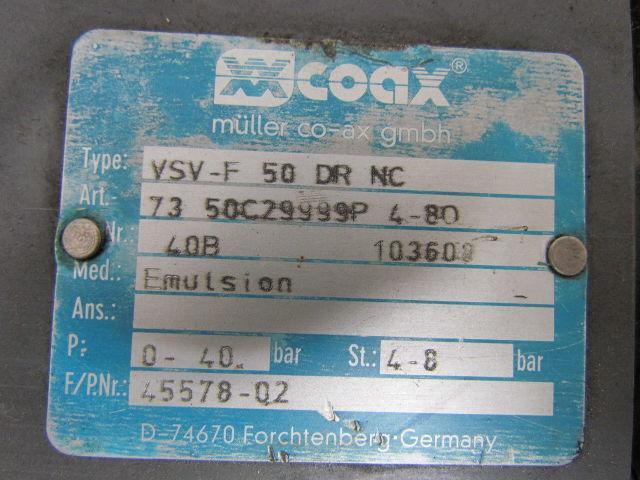 coax®
müller co-ax gmbh
Type: VSV-F 50 DR NC
Art.- 73 50C29999P 4-80
Nr.: 40B 103608
Med.: Emulsion
Ans.:
P: 0-40 bar St.: 4-8 bar
F/P.Nr.: 45578-02
D-74670 Forchtenberg·Germany